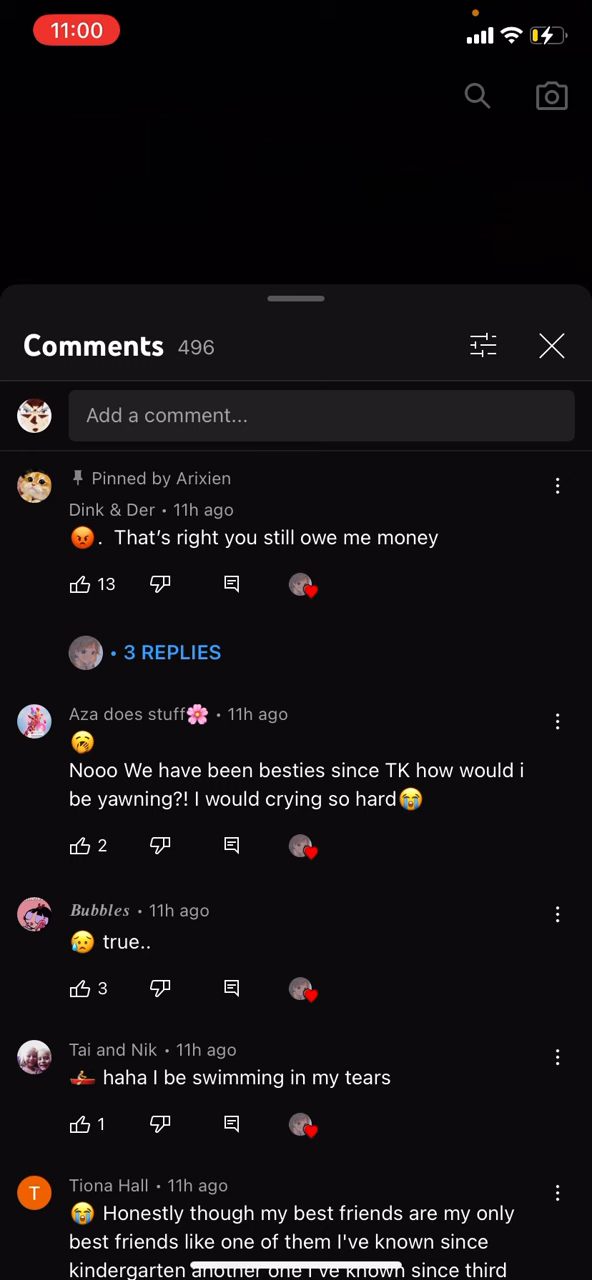 11:00
Comments 496
Add a comment...
Pinned by Arixien
Dink & Der • 11h ago
😡. That's right you still owe me money
13
• 3 REPLIES
Aza does stuff🌸 • 11h ago
🥱
Nooo We have been besties since TK how would i
be yawning?! I would crying so hard😭
2
Bubbles • 11h ago
😥 true..
3
Tai and Nik • 11h ago
🚣 haha I be swimming in my tears
1
T
Tiona Hall • 11h ago
😭 Honestly though my best friends are my only
best friends like one of them I've known since
kindergarten another one I've known since third